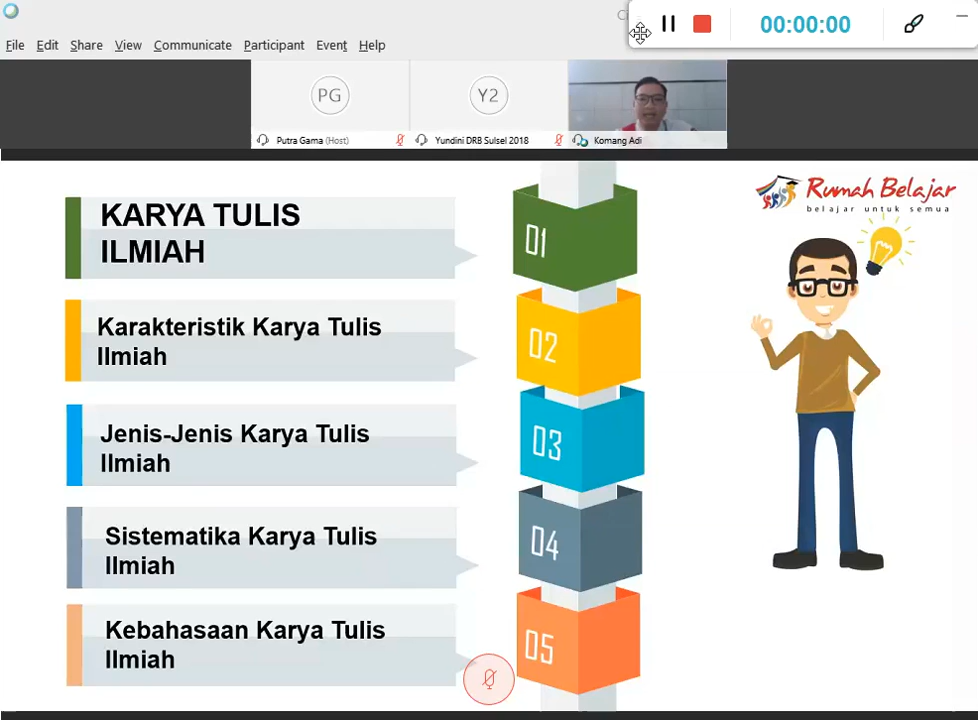 Ci
00:00:00
File Edit Share View Communicate Participant Event Help
PG
Y2
Putra Gama (Host)
Yundini DRB Sulsel 2018
Komang Adi
Rumah Belajar
belajar untuk semua
KARYA TULIS
ILMIAH
01
Karakteristik Karya Tulis
Ilmiah
02
Jenis-Jenis Karya Tulis
Ilmiah
03
Sistematika Karya Tulis
Ilmiah
04
Kebahasaan Karya Tulis
Ilmiah
05